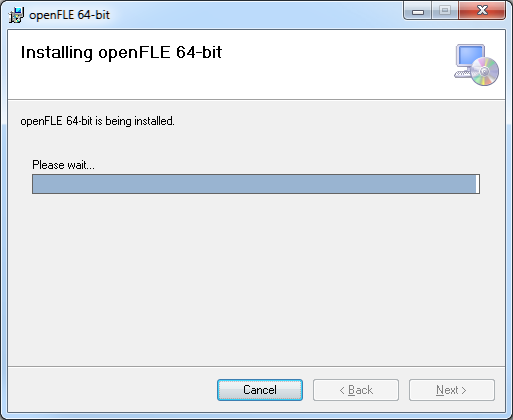 openFLE 64-bit
Installing openFLE 64-bit
openFLE 64-bit is being installed.
Please wait...
Cancel
< Back
Next >